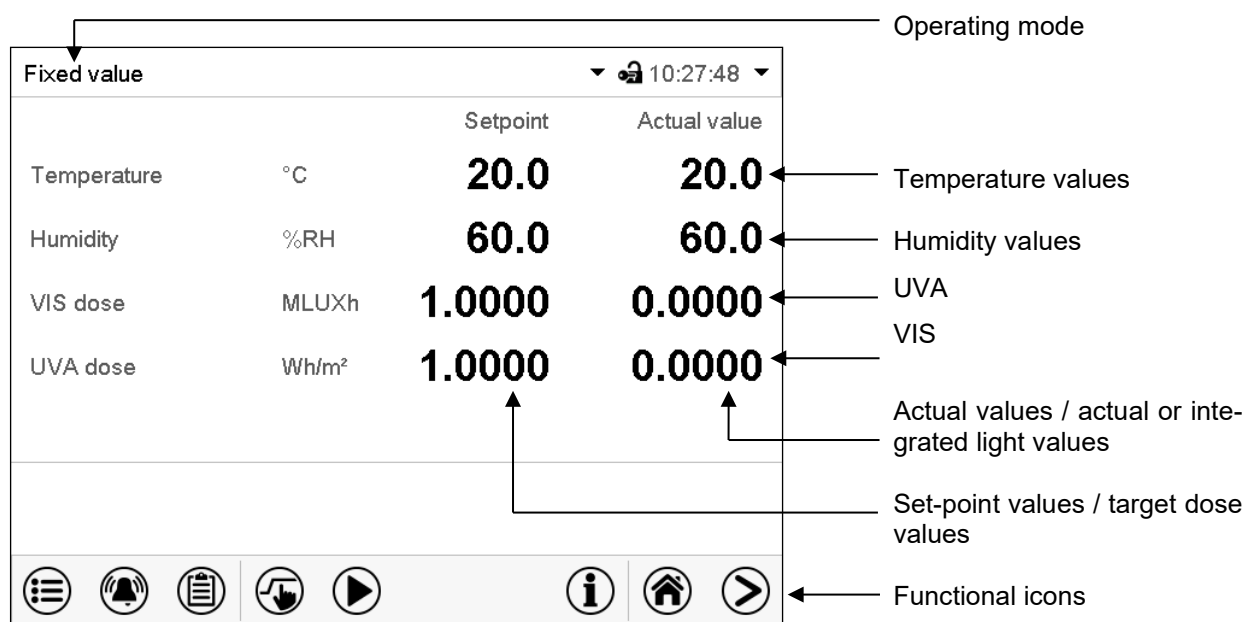 Operating mode
Fixed value 10:27:48
Setpoint Actual value
Temperature °C 20.0 20.0 Temperature values
Humidity %RH 60.0 60.0 Humidity values
VIS dose MLUXh 1.0000 0.0000 UVA
VIS
UVA dose Wh/m² 1.0000 0.0000
Actual values / actual or inte-
grated light values
Set-point values / target dose
values
Functional icons